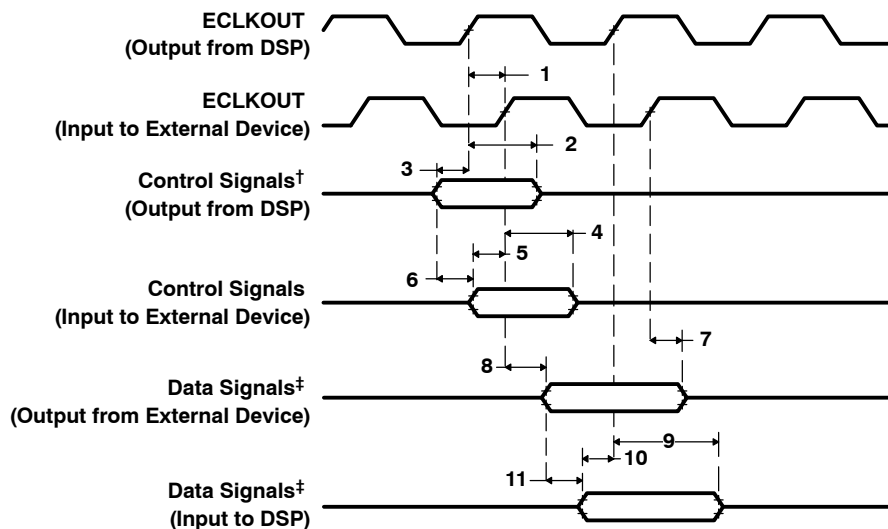 ECLKOUT
(Output from DSP)
1
ECLKOUT
(Input to External Device)
2
3
Control Signals†
(Output from DSP)
4
5
6
Control Signals
(Input to External Device)
7
8
Data Signals‡
(Output from External Device)
9
10
11
Data Signals‡
(Input to DSP)